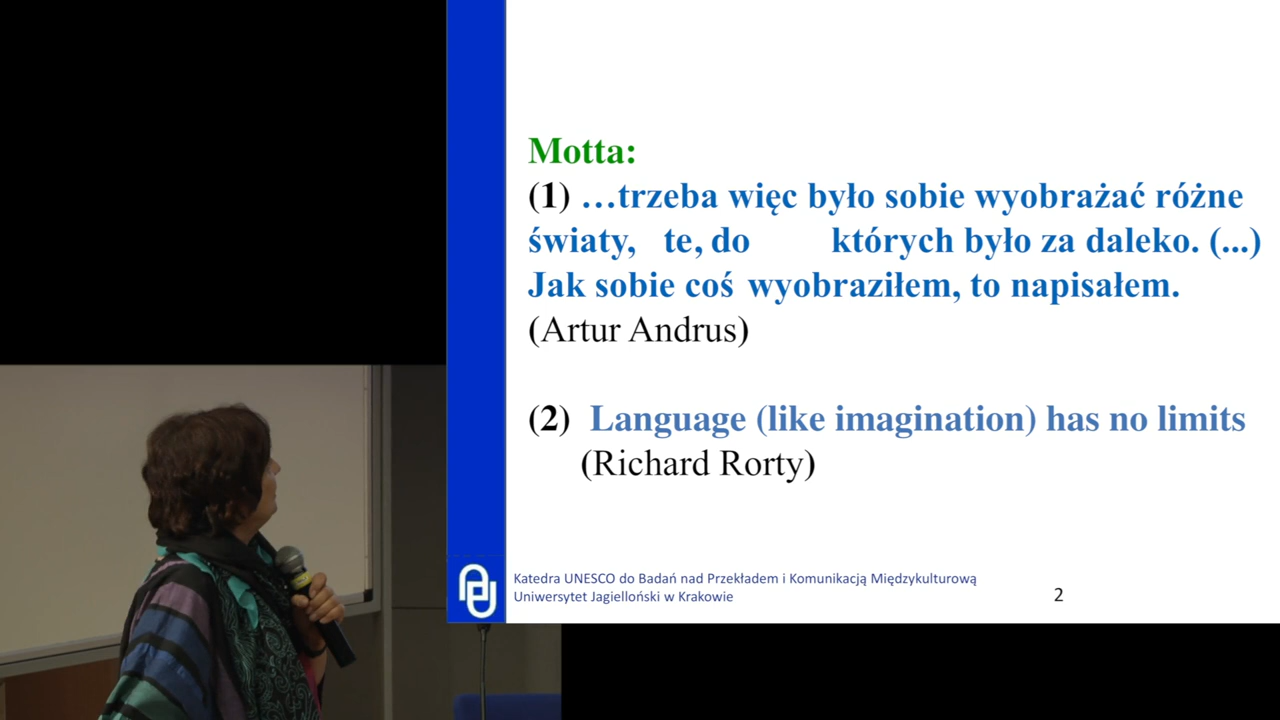 Motta:
(1) …trzeba więc było sobie wyobrażać różne
światy, te, do których było za daleko. (...)
Jak sobie coś wyobraziłem, to napisałem.
(Artur Andrus)
(2) Language (like imagination) has no limits
(Richard Rorty)
Katedra UNESCO do Badań nad Przekładem i Komunikacją Międzykulturową
Uniwersytet Jagielloński w Krakowie
2